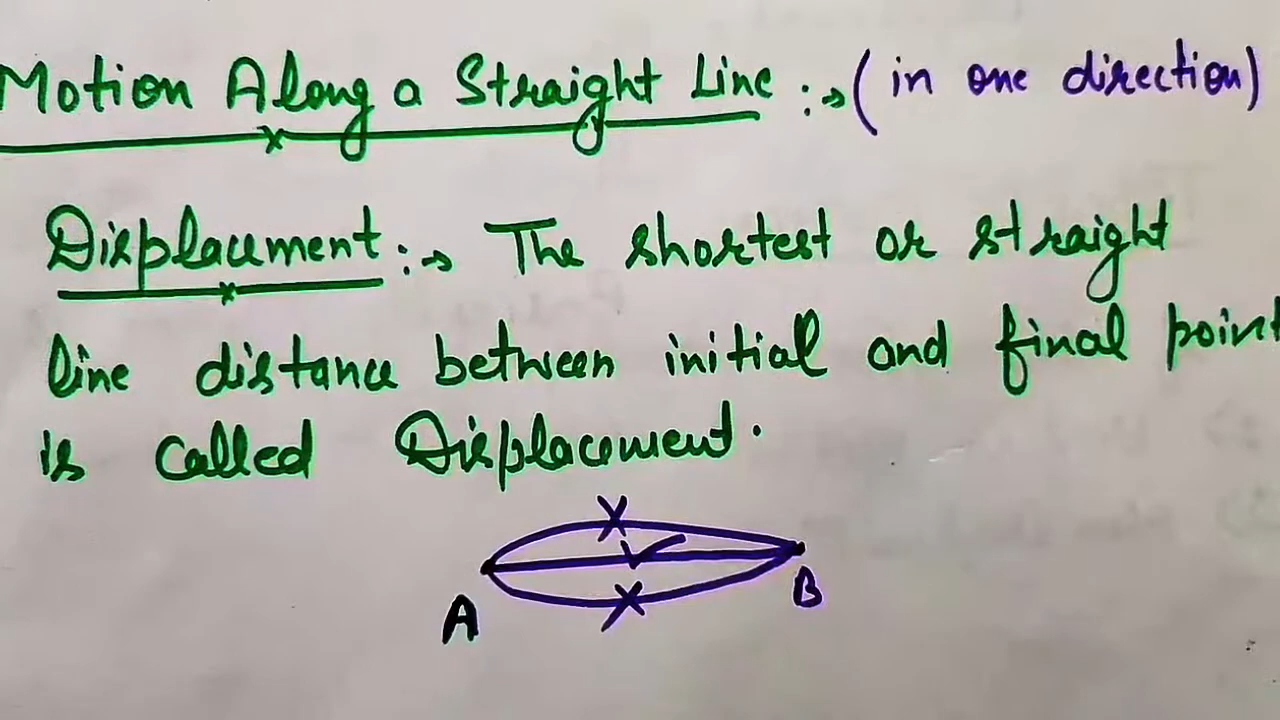 Motion Along a Straight Line :→ (in one direction)
Displacement :→ The shortest or straight
line distance between initial and final point
is called Displacement.
A B